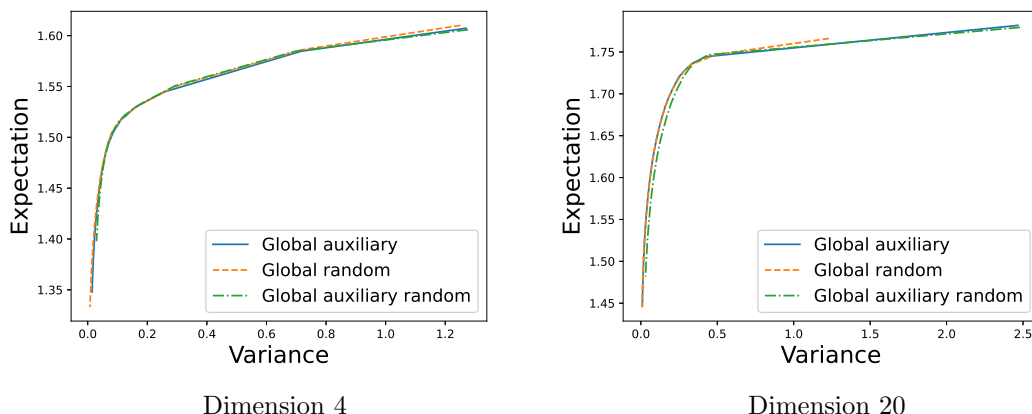 Expectation
1.60
1.55
1.50
1.45
1.40
1.35
0.0 0.2 0.4 0.6 0.8 1.0 1.2
Variance
Global auxiliary
Global random
Global auxiliary random
Dimension 4
Expectation
1.75
1.70
1.65
1.60
1.55
1.50
1.45
0.0 0.5 1.0 1.5 2.0 2.5
Variance
Global auxiliary
Global random
Global auxiliary random
Dimension 20